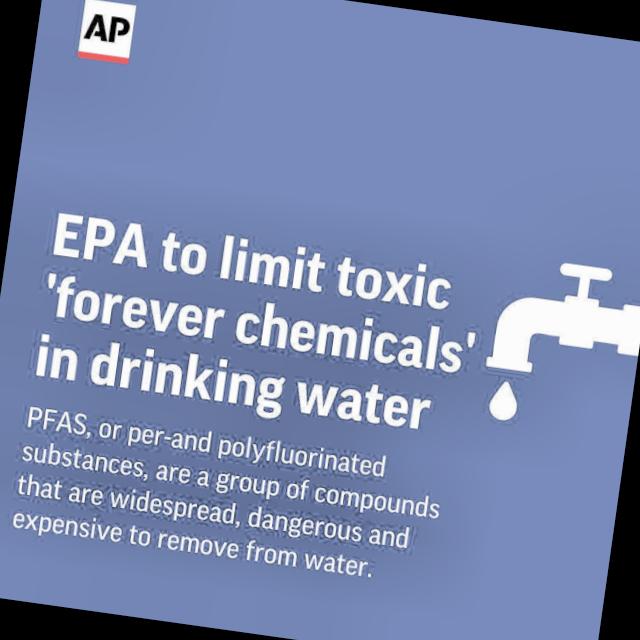 AP
EPA to limit toxic
'forever chemicals'
in drinking water
PFAS, or per-and polyfluorinated
substances, are a group of compounds
that are widespread, dangerous and
expensive to remove from water.